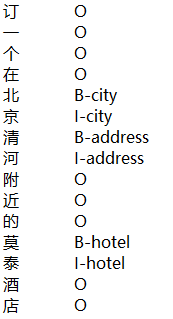 订 O
一 O
个 O
在 O
北 B-city
京 I-city
清 B-address
河 I-address
附 O
近 O
的 O
莫 B-hotel
泰 I-hotel
酒 O
店 O